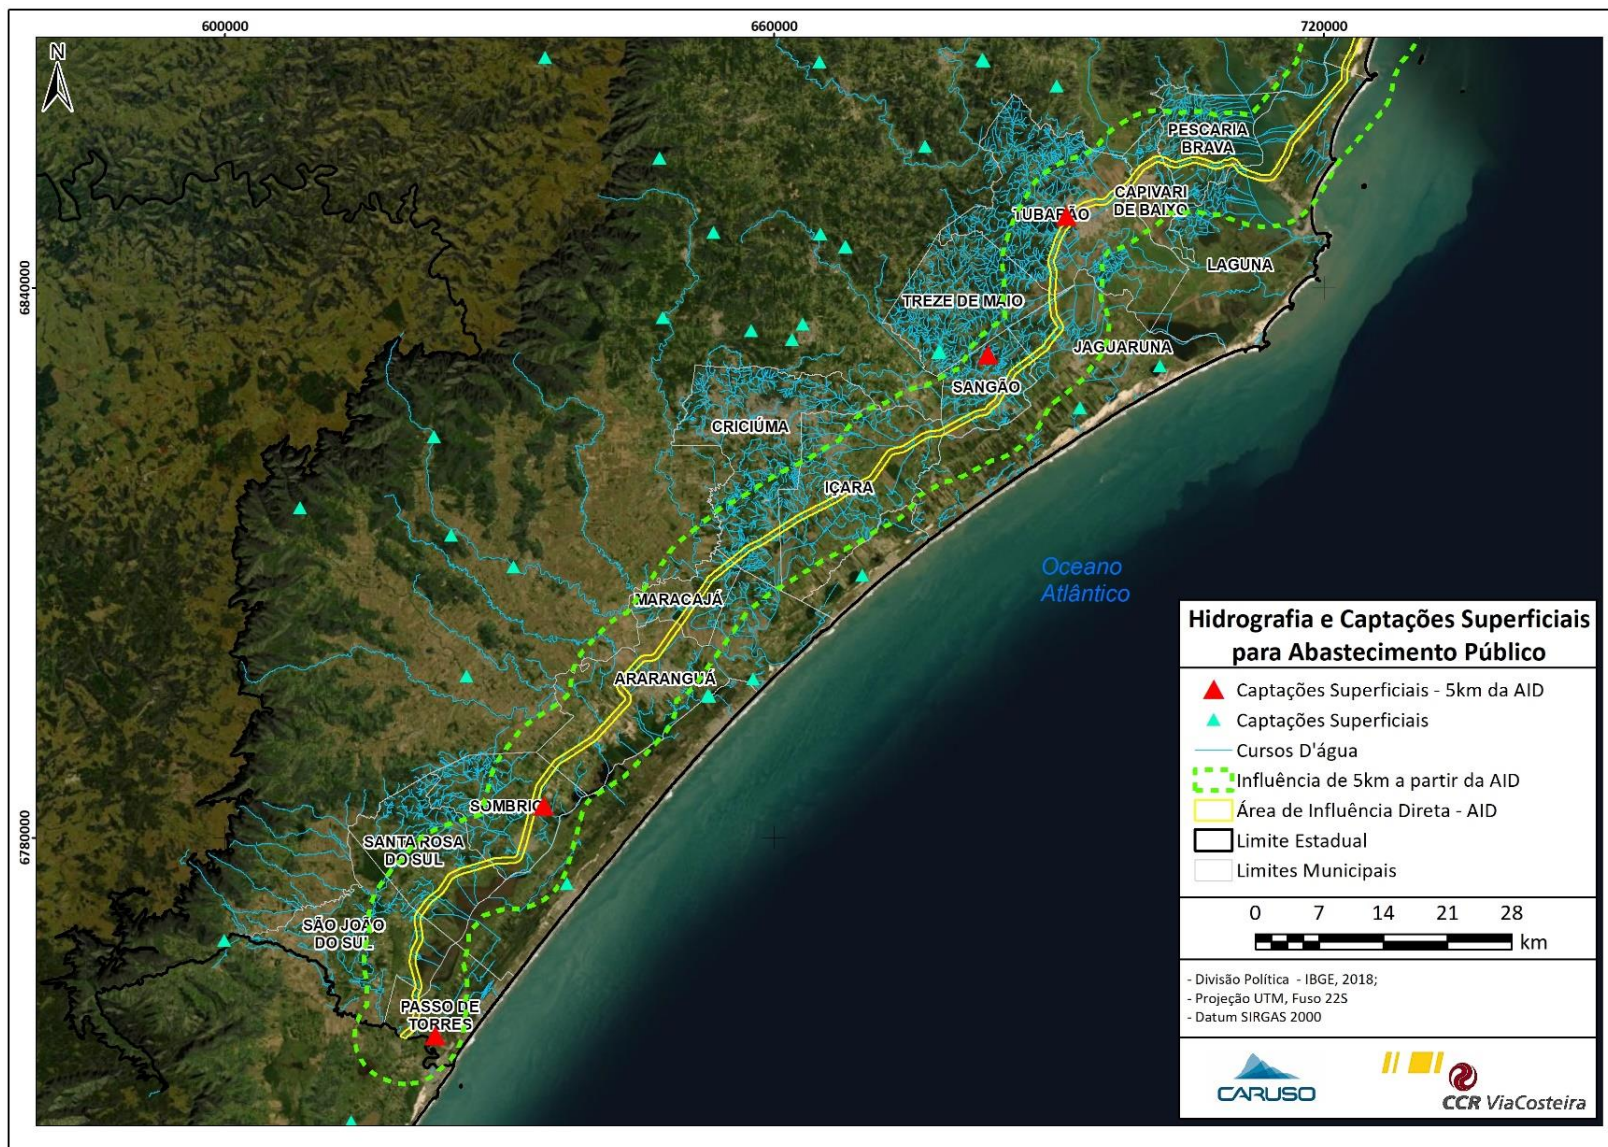 600000
660000
720000
N
PESCARIA
BRAVA
CAPIVARI
DE BAIXO
TUBARÃO
LAGUNA
6840000
TREZE DE MAIO
JAGUARUNA
SANGÃO
CRICIÚMA
IÇARA
Oceano
Atlântico
MARACAJÁ
ARARANGUÁ
SOMBRIO
6780000
SANTA ROSA
DO SUL
SÃO JOÃO
DO SUL
PASSO DE
TORRES
Hidrografia e Captações Superficiais
para Abastecimento Público
Captações Superficiais - 5km da AID
Captações Superficiais
Cursos D'água
Influência de 5km a partir da AID
Área de Influência Direta - AID
Limite Estadual
Limites Municipais
0 7 14 21 28
km
- Divisão Política - IBGE, 2018;
- Projeção UTM, Fuso 22S
- Datum SIRGAS 2000
CARUSO
CCR ViaCosteira